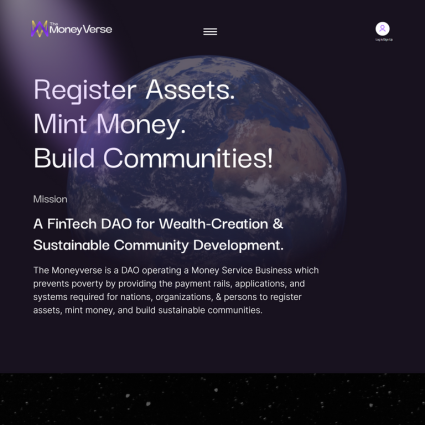 The
MoneyVerse
Register Assets.
Mint Money.
Build Communities!
Mission
A FinTech DAO for Wealth-Creation &
Sustainable Community Development.
The Moneyverse is a DAO operating a Money Service Business which
prevents poverty by providing the payment rails, applications, and
systems required for nations, organizations, & persons to register
assets, mint money, and build sustainable communities.